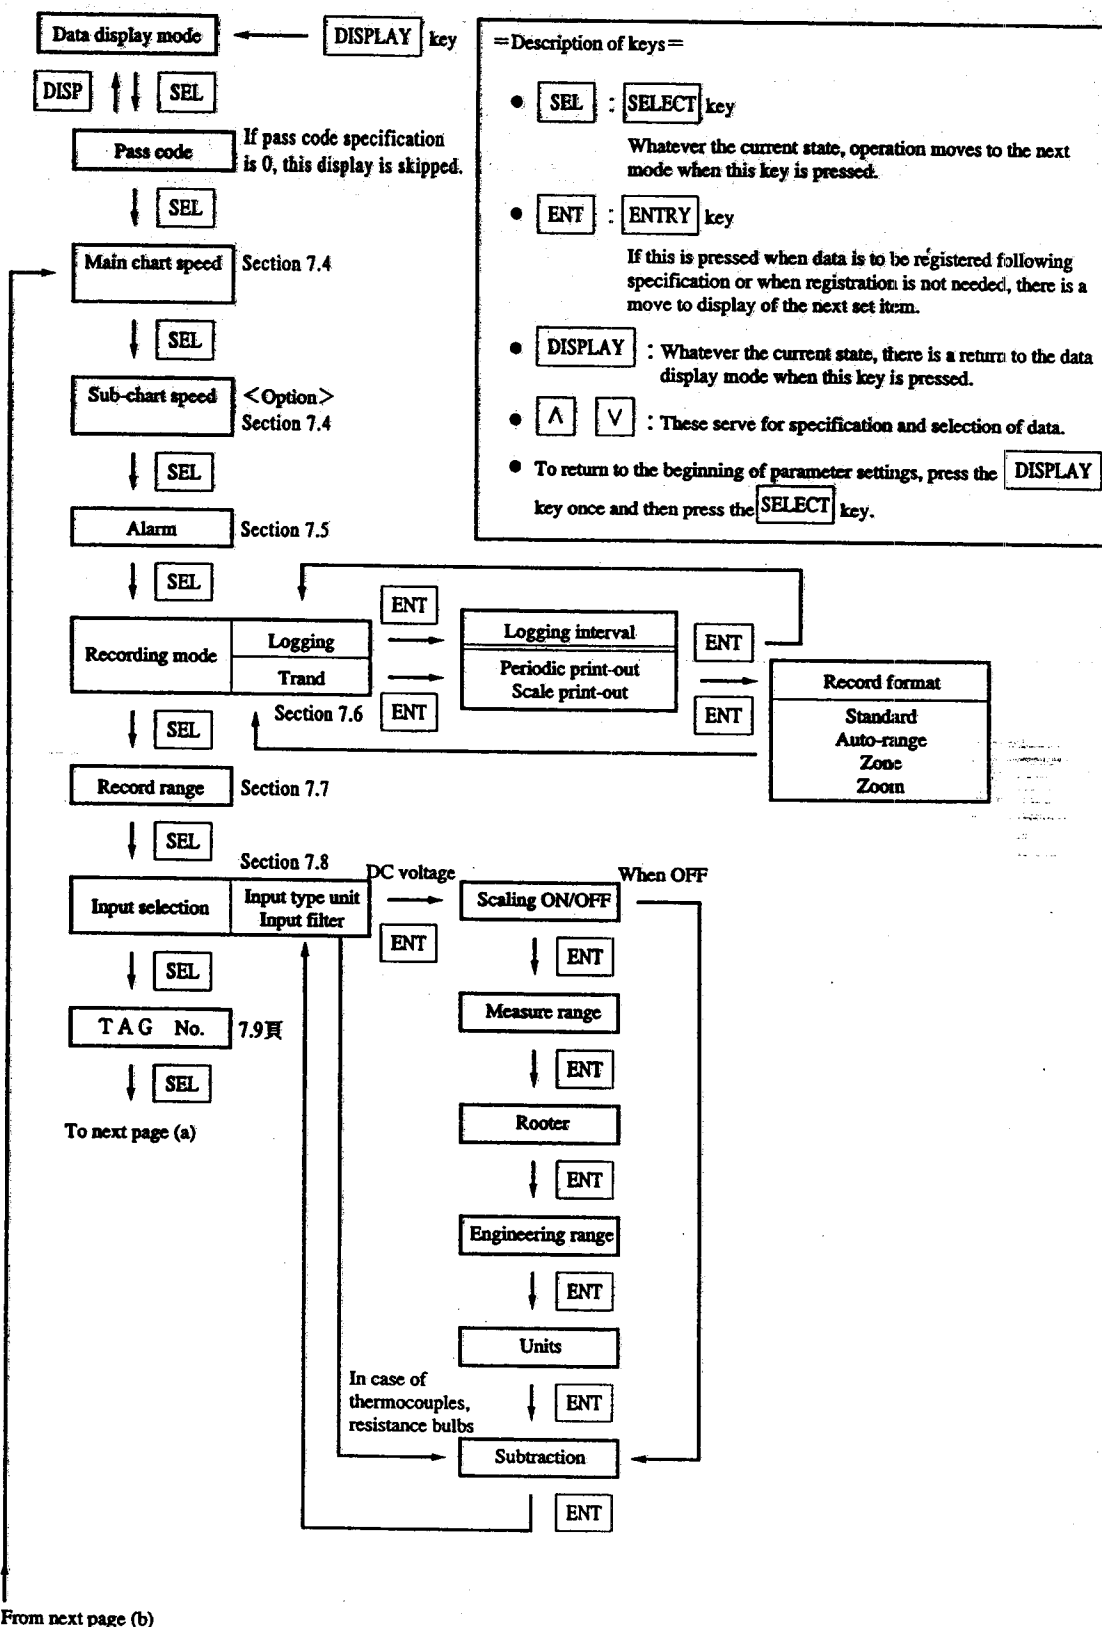 Data display mode
DISPLAY key
DISP
SEL
Pass code
If pass code specification
is 0, this display is skipped.
SEL
Main chart speed
Section 7.4
SEL
Sub-chart speed
<Option>
Section 7.4
SEL
Alarm
Section 7.5
SEL
Recording mode
Logging
Trand
Section 7.6
ENT
ENT
Logging interval
Periodic print-out
Scale print-out
ENT
ENT
Record format
Standard
Auto-range
Zone
Zoom
SEL
Record range
Section 7.7
SEL
Section 7.8
Input selection
Input type unit
Input filter
DC voltage
ENT
Scaling ON/OFF
When OFF
ENT
Measure range
ENT
Rooter
ENT
Engineering range
ENT
Units
ENT
In case of
thermocouples,
resistance bulbs
Subtraction
ENT
SEL
TAG No.
7.9頁
SEL
To next page (a)
From next page (b)
=Description of keys=
● SEL : SELECT key
Whatever the current state, operation moves to the next
mode when this key is pressed.
● ENT : ENTRY key
If this is pressed when data is to be registered following
specification or when registration is not needed, there is a
move to display of the next set item.
● DISPLAY : Whatever the current state, there is a return to the data
display mode when this key is pressed.
● ∧ ∨ : These serve for specification and selection of data.
● To return to the beginning of parameter settings, press the DISPLAY
key once and then press the SELECT key.